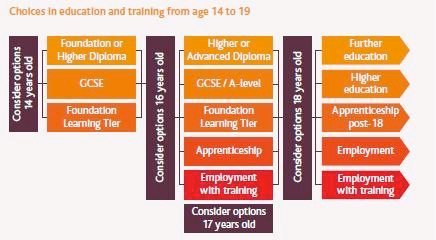 Choices in education and training from age 14 to 19
Consider options
14 years old
Foundation or
Higher Diploma
GCSE
Foundation
Learning Tier
Consider options 16 years old
Higher or
Advanced Diploma
GCSE / A-level
Foundation
Learning Tier
Apprenticeship
Employment
with training
Consider options
17 years old
Consider options 18 years old
Further
education
Higher
education
Apprenticeship
post-18
Employment
Employment
with training